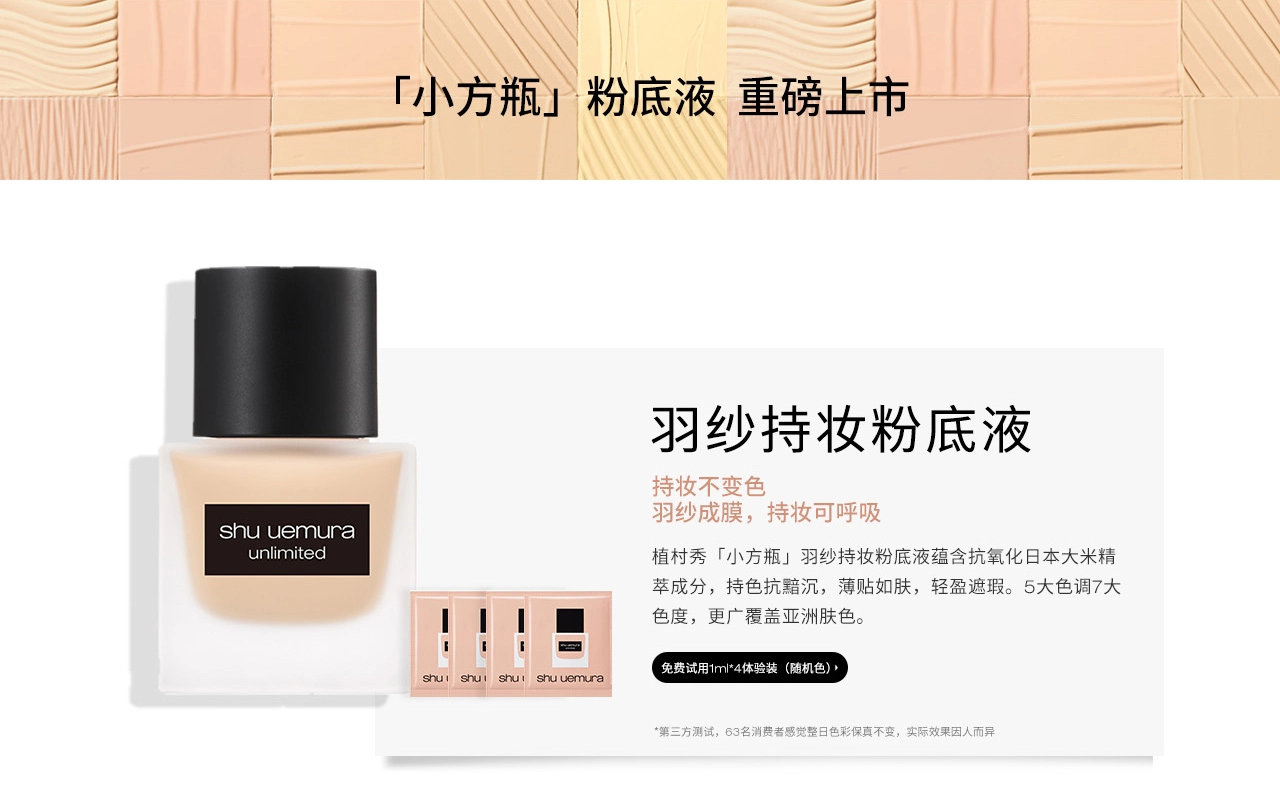 「小方瓶」粉底液 重磅上市
shu uemura
unlimited
shu u
shu u
shu u
shu uemura
羽纱持妆粉底液
持妆不变色
羽纱成膜，持妆可呼吸
植村秀「小方瓶」羽纱持妆粉底液蕴含抗氧化日本大米精
萃成分，持色抗黯沉，薄贴如肤，轻盈遮瑕。5大色调7大
色度，更广覆盖亚洲肤色。
免费试用1ml*4体验装（随机色）
*第三方测试，63名消费者感觉整日色彩保真不变，实际效果因人而异